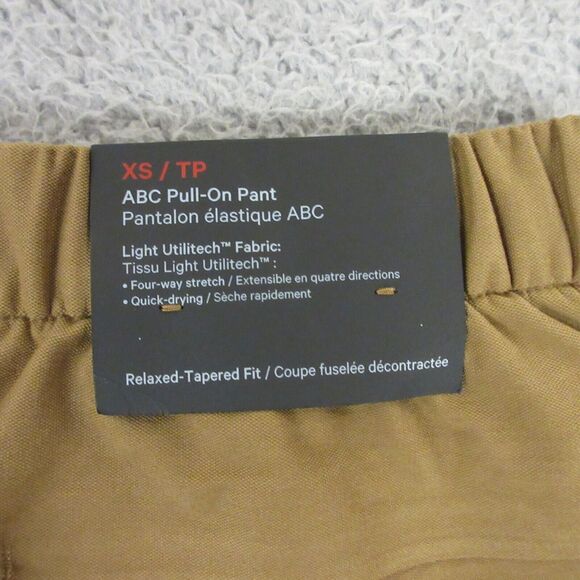 XS / TP
ABC Pull-On Pant
Pantalon élastique ABC
Light Utilitech™ Fabric:
Tissu Light Utilitech™ :
• Four-way stretch / Extensible en quatre directions
• Quick-drying / Sèche rapidement
Relaxed-Tapered Fit / Coupe fuselée décontractée